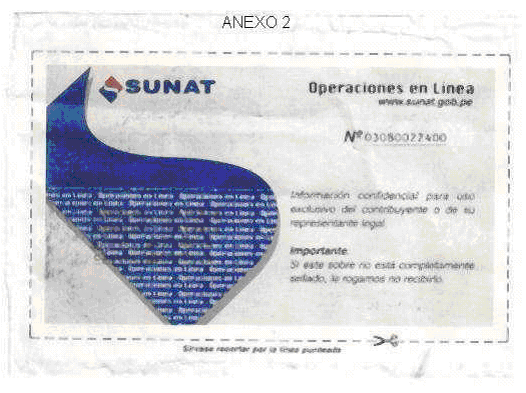 ANEXO 2
SUNAT
Operaciones en Línea
www.sunat.gob.pe
Nº 03080022400
Información confidencial para uso
exclusivo del contribuyente o de su
representante legal.
Importante
Si este sobre no está completamente
sellado, le rogamos no recibirlo.
Sírvase recortar por la línea punteada